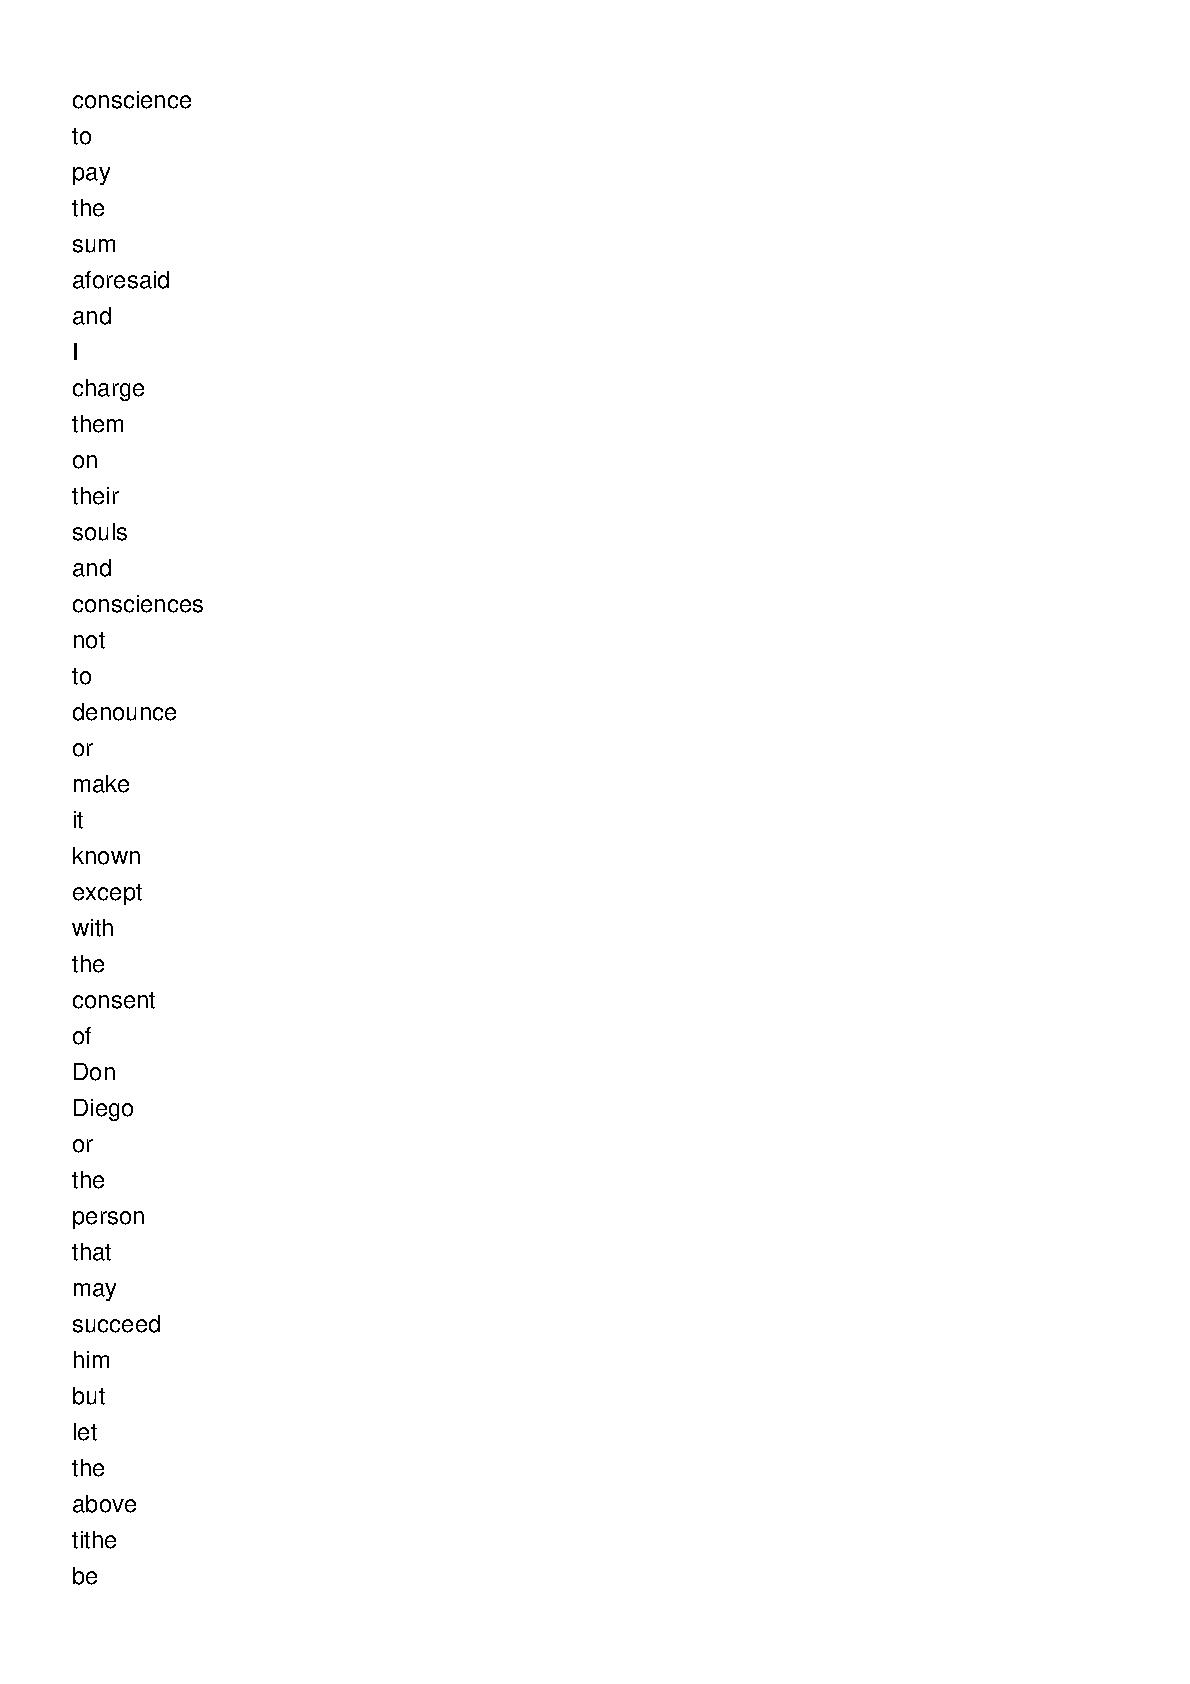 conscience
to
pay
the
sum
aforesaid
and
I
charge
them
on
their
souls
and
consciences
not
to
denounce
or
make
it
known
except
with
the
consent
of
Don
Diego
or
the
person
that
may
succeed
him
but
let
the
above
tithe
be